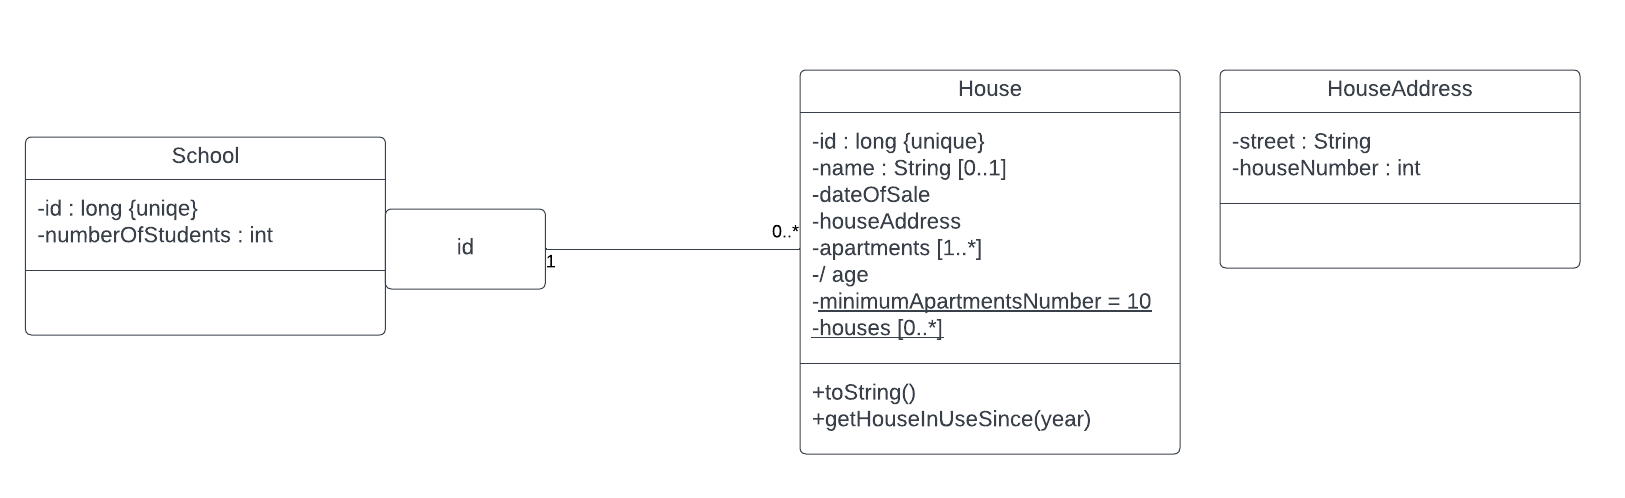 School
-id : long {uniqe}
-numberOfStudents : int
id
1
0..*
House
-id : long {unique}
-name : String [0..1]
-dateOfSale
-houseAddress
-apartments [1..*]
-/ age
-minimumApartmentsNumber = 10
-houses [0..*]
+toString()
+getHouseInUseSince(year)
HouseAddress
-street : String
-houseNumber : int